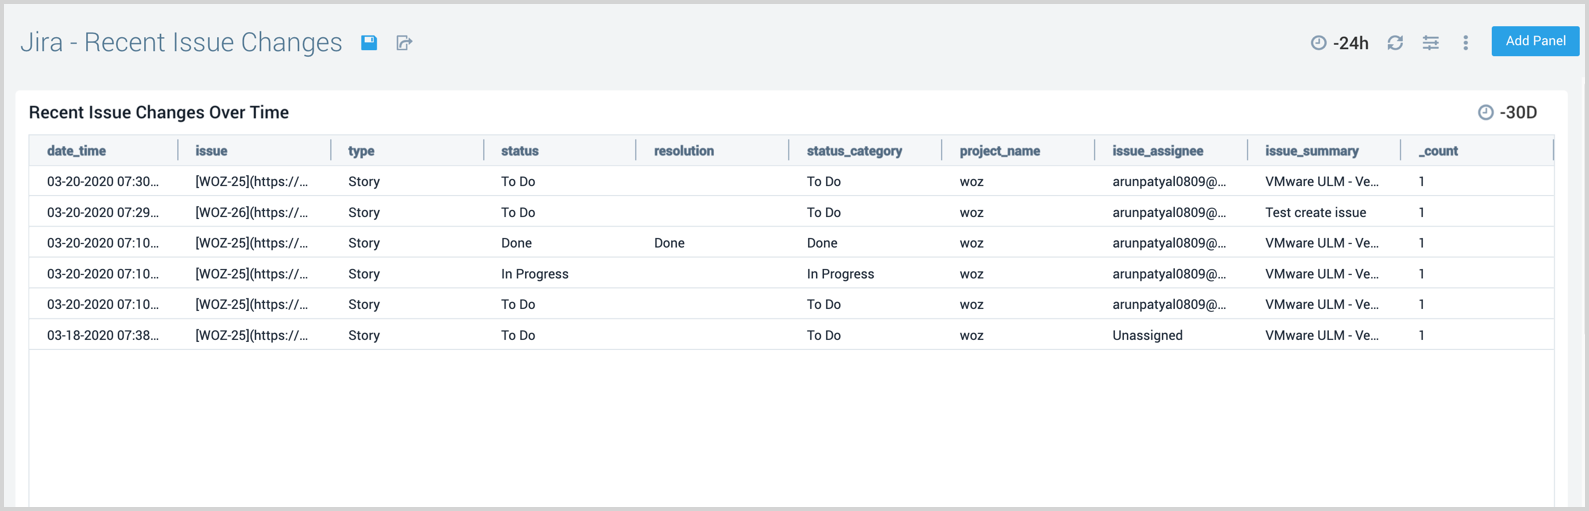 Jira - Recent Issue Changes -24h Add Panel
Recent Issue Changes Over Time -30D
date_time issue type status resolution status_category project_name issue_assignee issue_summary _count
03-20-2020 07:30... [WOZ-25](https://... Story To Do To Do woz arunpatyal0809@... VMware ULM - Ve... 1
03-20-2020 07:29... [WOZ-26](https://... Story To Do To Do woz arunpatyal0809@... Test create issue 1
03-20-2020 07:10... [WOZ-25](https://... Story Done Done Done woz arunpatyal0809@... VMware ULM - Ve... 1
03-20-2020 07:10... [WOZ-25](https://... Story In Progress In Progress woz arunpatyal0809@... VMware ULM - Ve... 1
03-20-2020 07:10... [WOZ-25](https://... Story To Do To Do woz arunpatyal0809@... VMware ULM - Ve... 1
03-18-2020 07:38... [WOZ-25](https://... Story To Do To Do woz Unassigned VMware ULM - Ve... 1